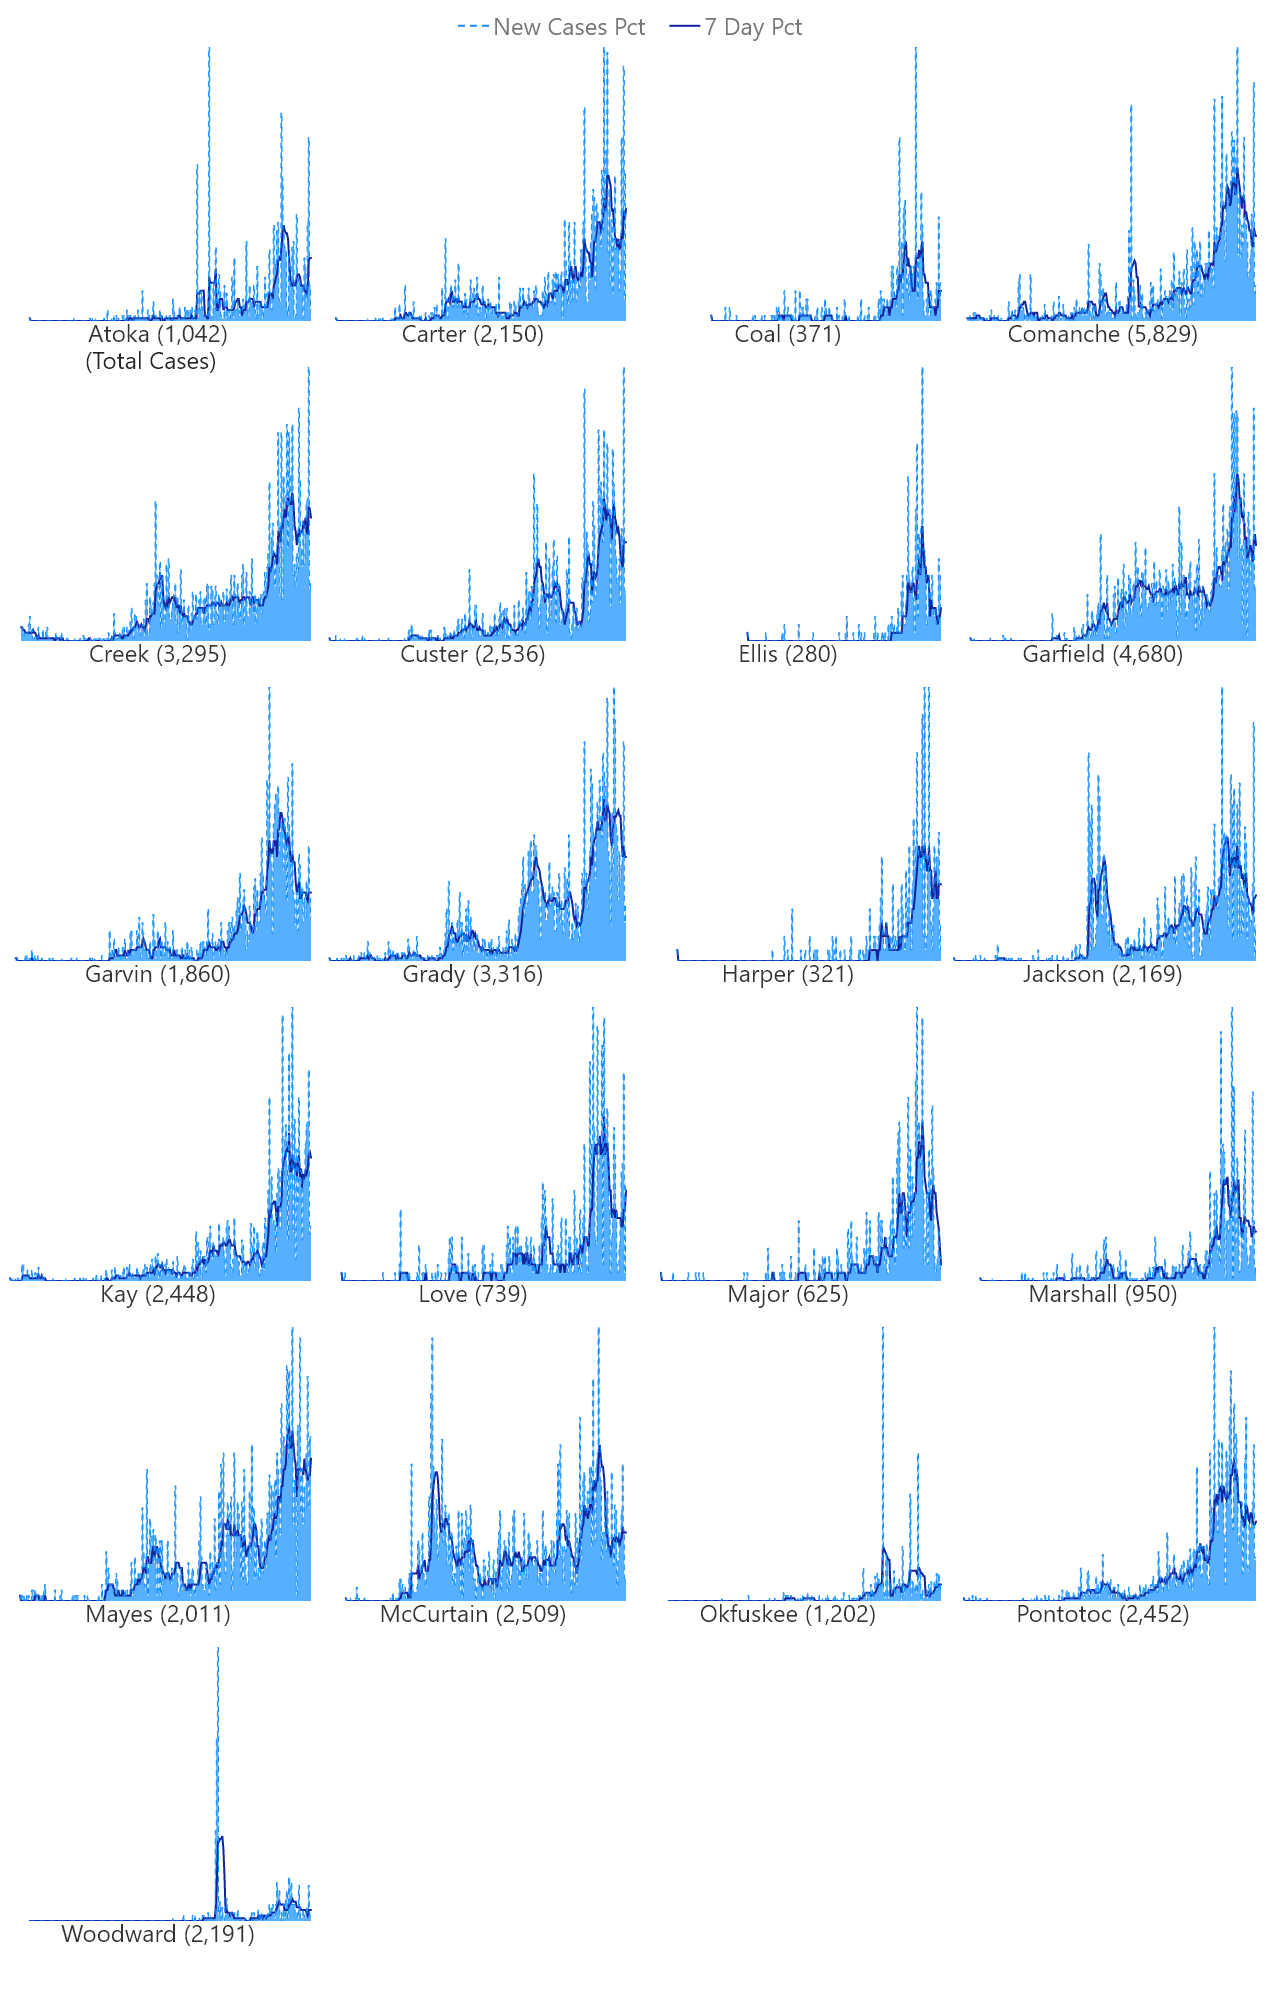 New Cases Pct 7 Day Pct
Atoka (1,042) Carter (2,150) Coal (371) Comanche (5,829)
(Total Cases)
Creek (3,295) Custer (2,536) Ellis (280) Garfield (4,680)
Garvin (1,860) Grady (3,316) Harper (321) Jackson (2,169)
Kay (2,448) Love (739) Major (625) Marshall (950)
Mayes (2,011) McCurtain (2,509) Okfuskee (1,202) Pontotoc (2,452)
Woodward (2,191)